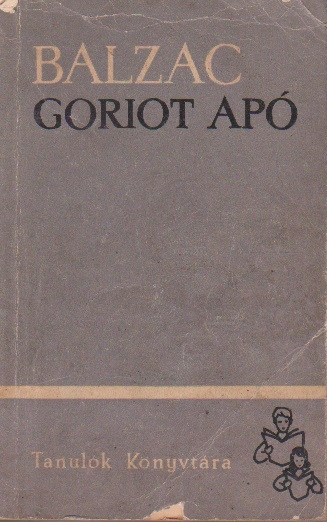 BALZAC
GORIOT APÓ
Tanulók Könyvtára